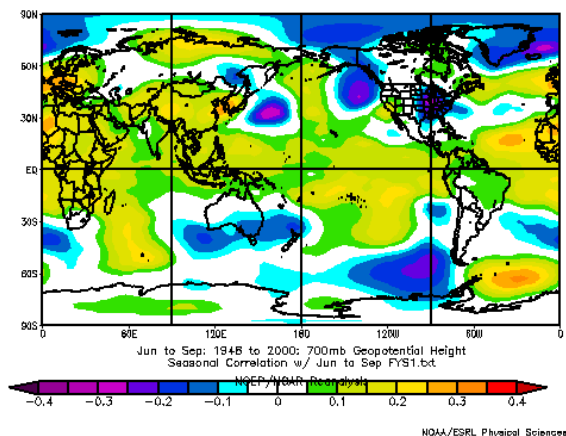 90N
60N
30N
EQ
30S
60S
90S
0 60E 120E 180 120W 60W 0
Jun to Sep: 1948 to 2000: 700mb Geopotential Height
Seasonal Correlation w/ Jun to Sep FYS1.txt
NCEP/NCAR Reanalysis
-0.4 -0.3 -0.2 -0.1 0 0.1 0.2 0.3 0.4
NOAA/ESRL Physical Sciences